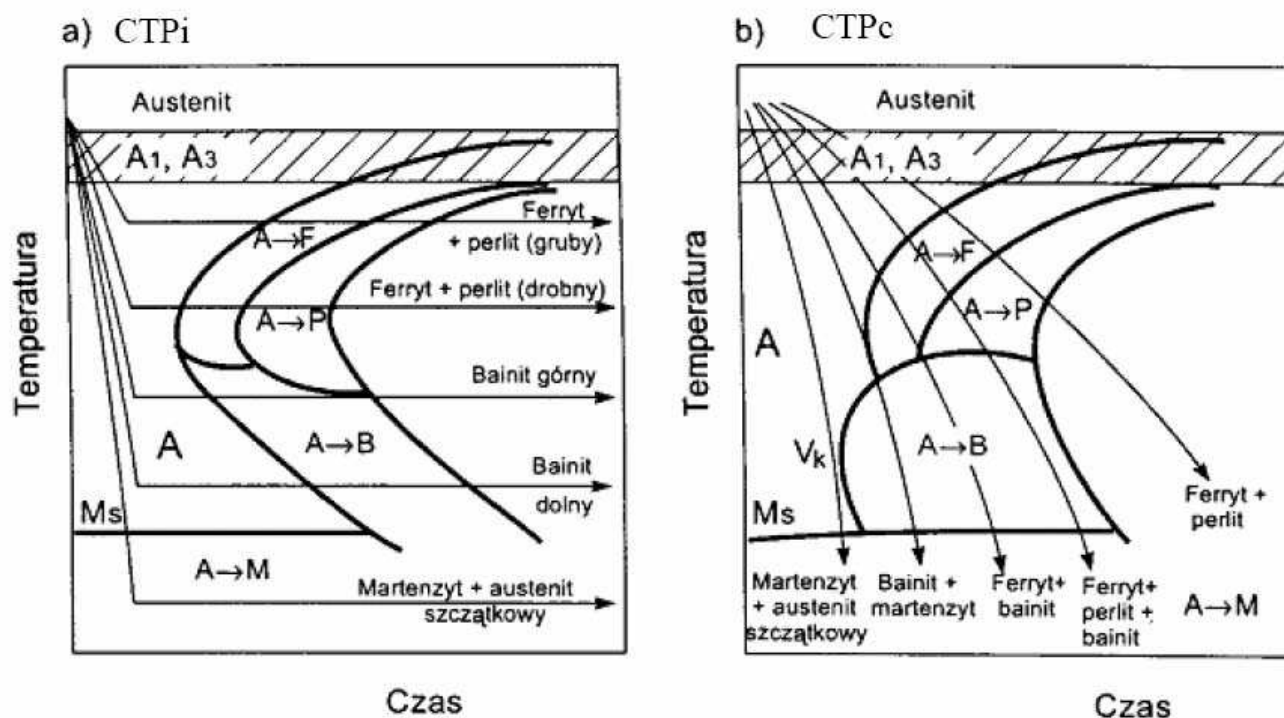 a) CTPi
Austenit
A1, A3
Ferryt
A→F
+ perlit (gruby)
Ferryt + perlit (drobny)
A→P
Bainit górny
A
A→B
Bainit
dolny
Ms
A→M
Martenzyt + austenit
szczątkowy
Temperatura
Czas
b) CTPc
Austenit
A1, A3
A→F
A→P
A
A→B
Vk
Ferryt +
perlit
Ms
Martenzyt
+ austenit
szczątkowy
Bainit +
martenzyt
Ferryt+
bainit
Ferryt+
perlit +
bainit
A→M
Temperatura
Czas